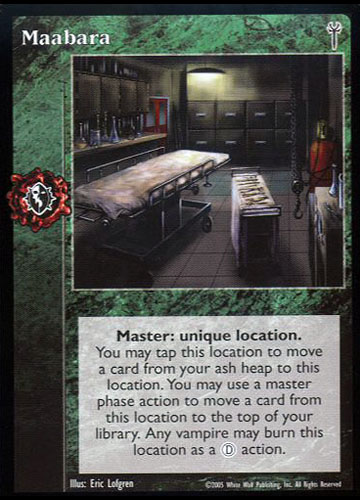 Maabara
Master: unique location.
You may tap this location to move
a card from your ash heap to this
location. You may use a master
phase action to move a card from
this location to the top of your
library. Any vampire may burn this
location as a Ⓓ action.
Illus: Eric Lofgren
©2005 White Wolf Publishing, Inc. All Rights Reserved